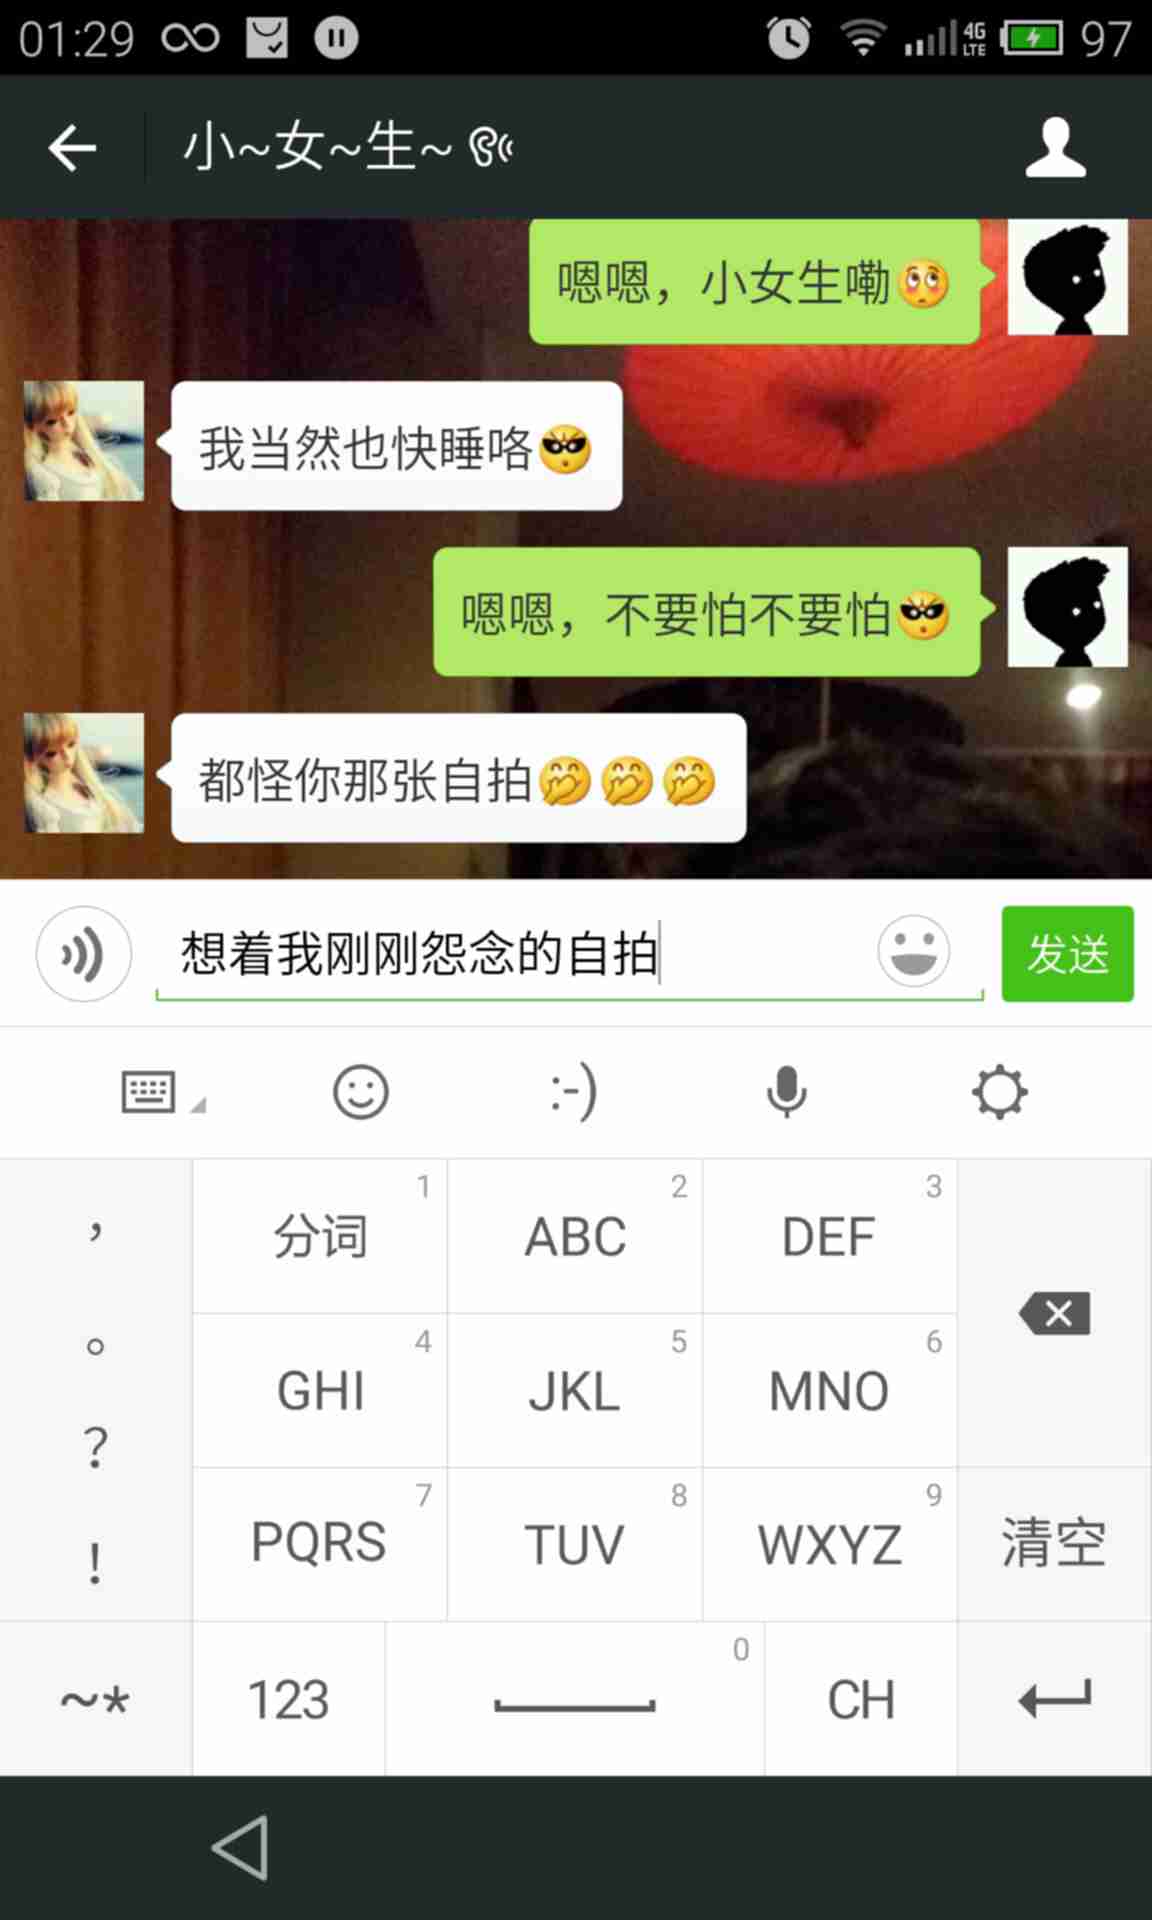 01:29
4G
LTE
97
小~女~生~
嗯嗯，小女生嘞
我当然也快睡咯
嗯嗯，不要怕不要怕
都怪你那张自拍
想着我刚刚怨念的自拍
发送
:-)
，
1
分词
2
ABC
3
DEF
。
4
GHI
5
JKL
6
MNO
？
7
PQRS
8
TUV
9
WXYZ
清空
！
~*
123
0
CH